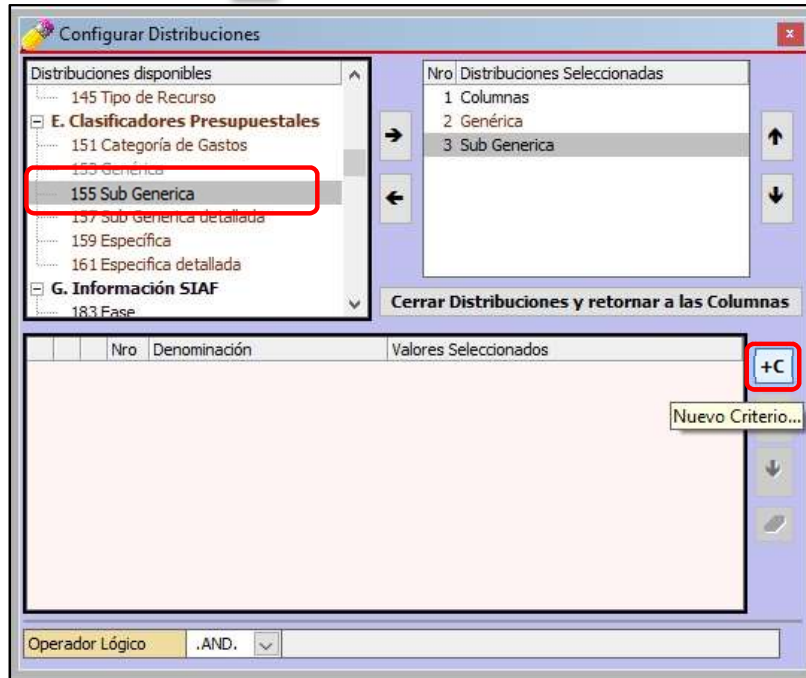 Configurar Distribuciones
x
Distribuciones disponibles
145 Tipo de Recurso
E. Clasificadores Presupuestales
151 Categoría de Gastos
153 Genérica
155 Sub Generica
157 Sub Generica detallada
159 Específica
161 Especifica detallada
G. Información SIAF
183 Fase
Nro Distribuciones Seleccionadas
1 Columnas
2 Genérica
3 Sub Generica
Cerrar Distribuciones y retornar a las Columnas
Nro Denominación Valores Seleccionados
+C
Nuevo Criterio...
Operador Lógico .AND.